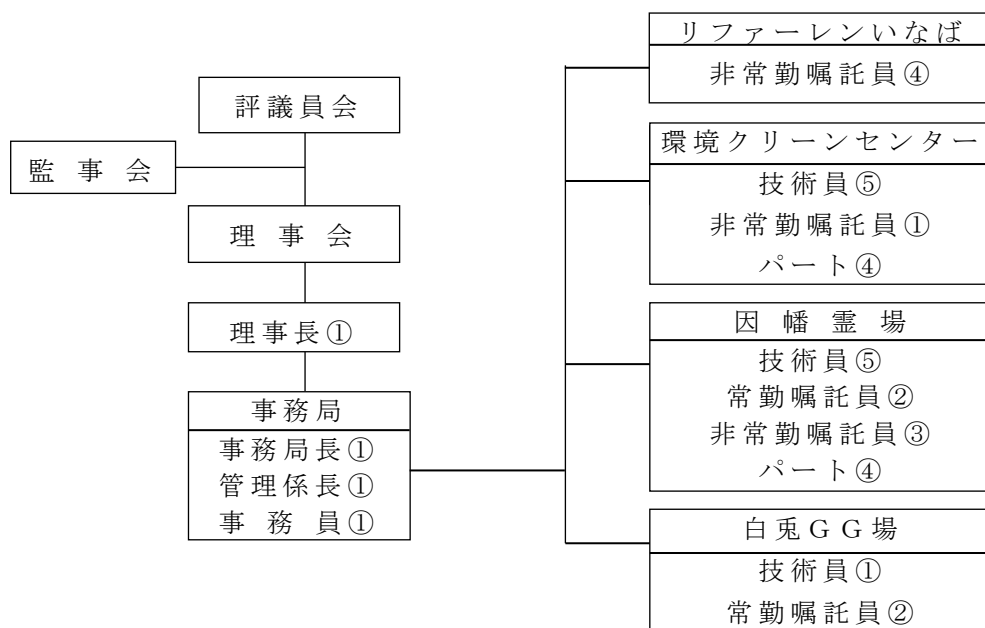 評議員会
監事会
理事会
理事長①
事務局
事務局長①
管理係長①
事務員①
リファーレンいなば
非常勤嘱託員④
環境クリーンセンター
技術員⑤
非常勤嘱託員①
パート④
因幡霊場
技術員⑤
常勤嘱託員②
非常勤嘱託員③
パート④
白兎GG場
技術員①
常勤嘱託員②